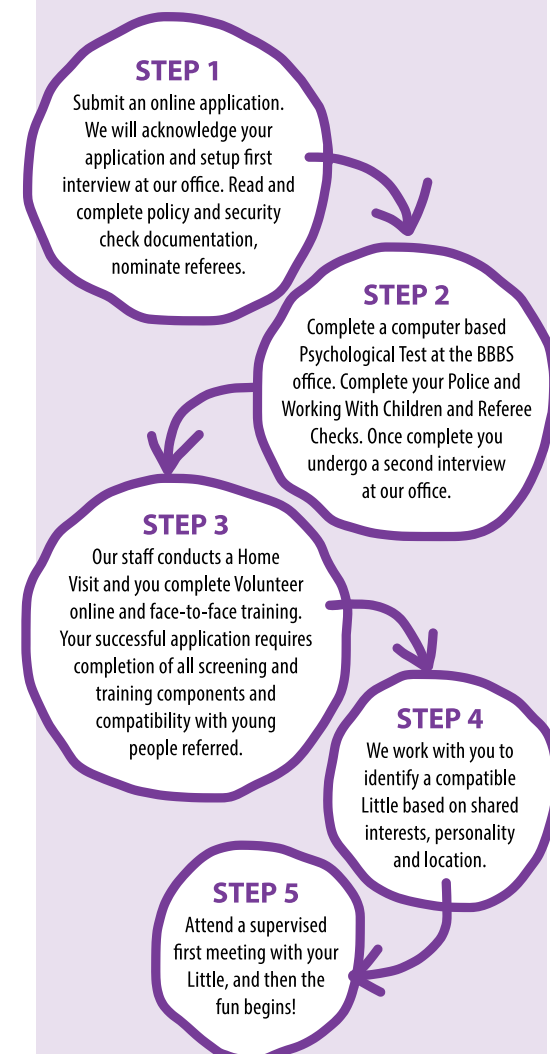 STEP 1
Submit an online application.
We will acknowledge your
application and setup first
interview at our office. Read and
complete policy and security
check documentation,
nominate referees.
STEP 2
Complete a computer based
Psychological Test at the BBBS
office. Complete your Police and
Working With Children and Referee
Checks. Once complete you
undergo a second interview
at our office.
STEP 3
Our staff conducts a Home
Visit and you complete Volunteer
online and face-to-face training.
Your successful application requires
completion of all screening and
training components and
compatibility with young
people referred.
STEP 4
We work with you to
identify a compatible
Little based on shared
interests, personality
and location.
STEP 5
Attend a supervised
first meeting with your
Little, and then the
fun begins!